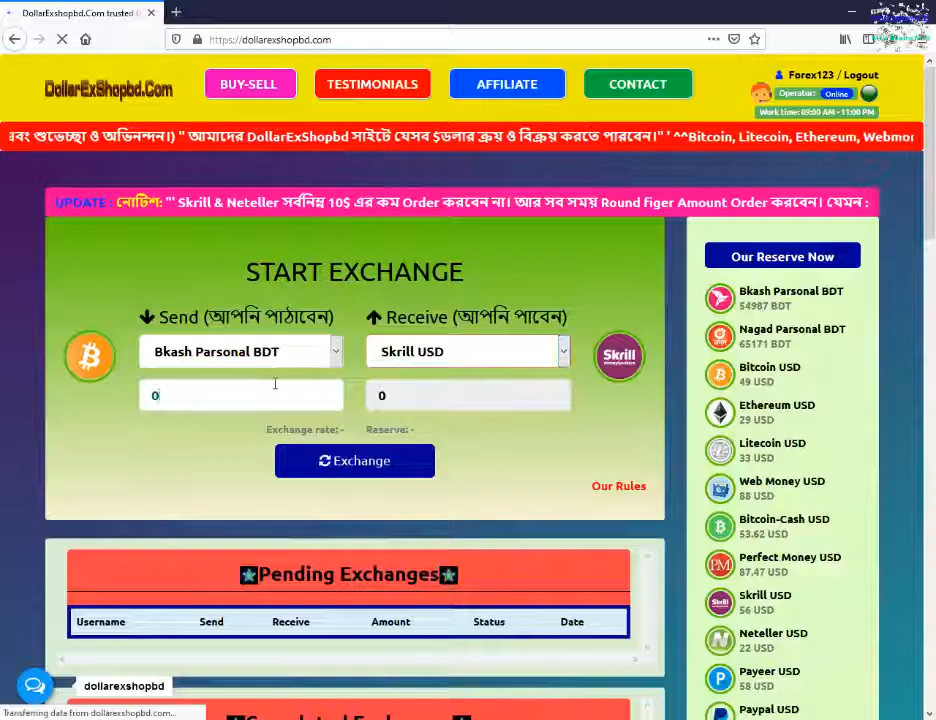 DollarExShopbd.Com trusted
https://dollarexshopbd.com
DollarExShopbd.Com
BUY-SELL
TESTIMONIALS
AFFILIATE
CONTACT
Forex123 / Logout
Operator: Online
Work time: 09:00 AM - 11:00 PM
এবং শুভেচ্ছা ও অভিনন্দন।) " আমাদের DollarExShopbd সাইটে যেসব $ডলার ক্রয় ও বিক্রয় করতে পারবেন।" ' ^^Bitcoin, Litecoin, Ethereum, Webmor
UPDATE : নোটিশ: "' Skrill & Neteller সর্বনিম্ন 10$ এর কম Order করবেন না। আর সব সময় Round figer Amount Order করবেন। যেমন :
START EXCHANGE
Send (আপনি পাঠাবেন)
Receive (আপনি পাবেন)
Bkash Parsonal BDT
Skrill USD
Skrill
moneybookers
0
0
Exchange rate: -
Reserve: -
Exchange
Our Rules
Pending Exchanges
Username Send Receive Amount Status Date
Our Reserve Now
Bkash Parsonal BDT
54987 BDT
Nagad Parsonal BDT
65171 BDT
Bitcoin USD
49 USD
Ethereum USD
29 USD
Litecoin USD
33 USD
Web Money USD
88 USD
Bitcoin-Cash USD
53.62 USD
PM
Perfect Money USD
87.47 USD
Skrill
Skrill USD
56 USD
Neteller USD
22 USD
Payeer USD
58 USD
Paypal USD
dollarexshopbd
Transferring data from dollarexshopbd.com...